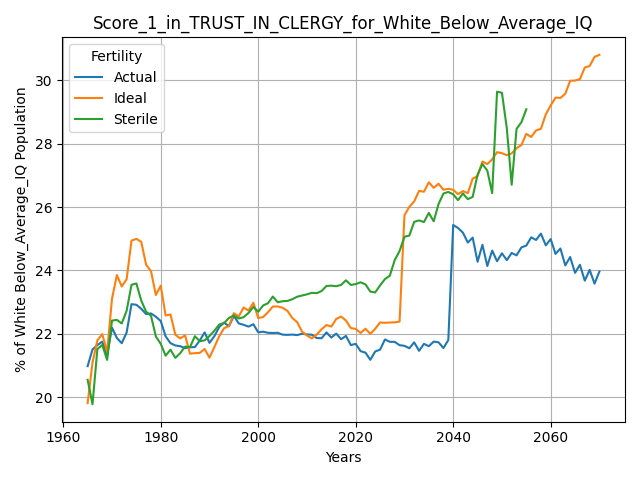 Score_1_in_TRUST_IN_CLERGY_for_White_Below_Average_IQ
% of White Below_Average_IQ Population
Fertility
Actual
Ideal
Sterile
30
28
26
24
22
20
1960
1980
2000
2020
2040
2060
Years